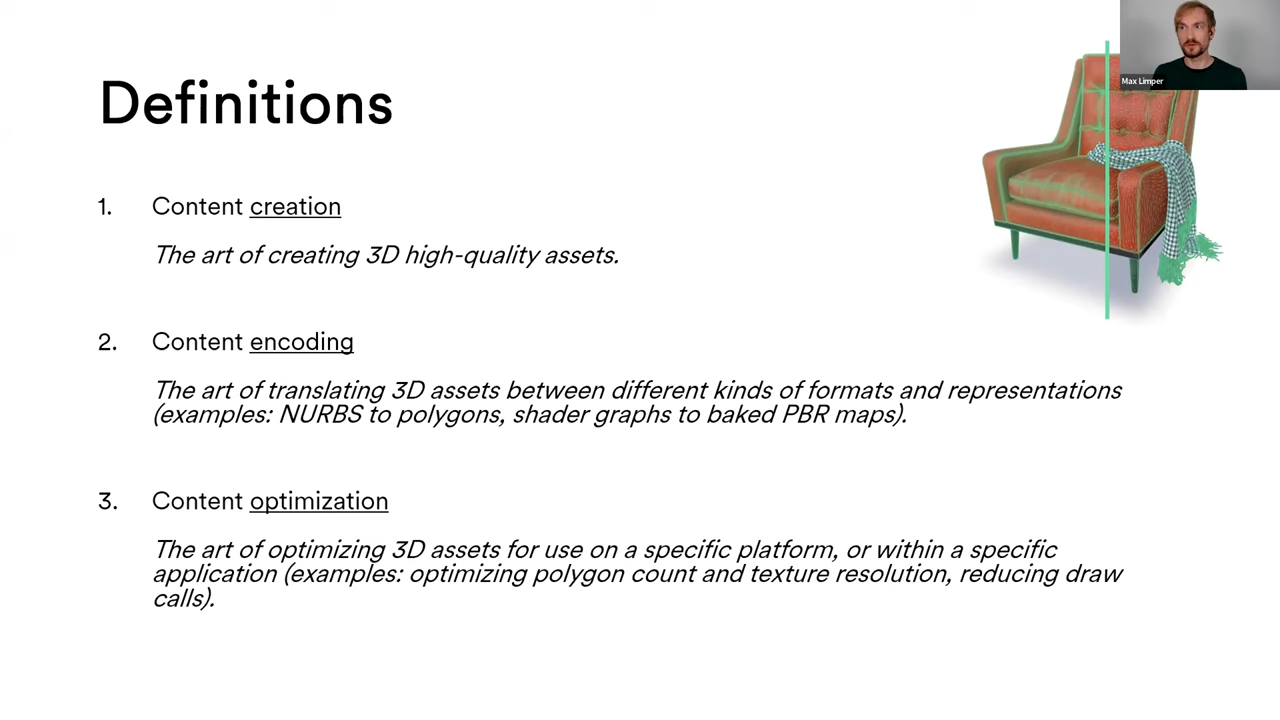 Definitions
Max Limper
1. Content creation
The art of creating 3D high-quality assets.
2. Content encoding
The art of translating 3D assets between different kinds of formats and representations
(examples: NURBS to polygons, shader graphs to baked PBR maps).
3. Content optimization
The art of optimizing 3D assets for use on a specific platform, or within a specific
application (examples: optimizing polygon count and texture resolution, reducing draw
calls).